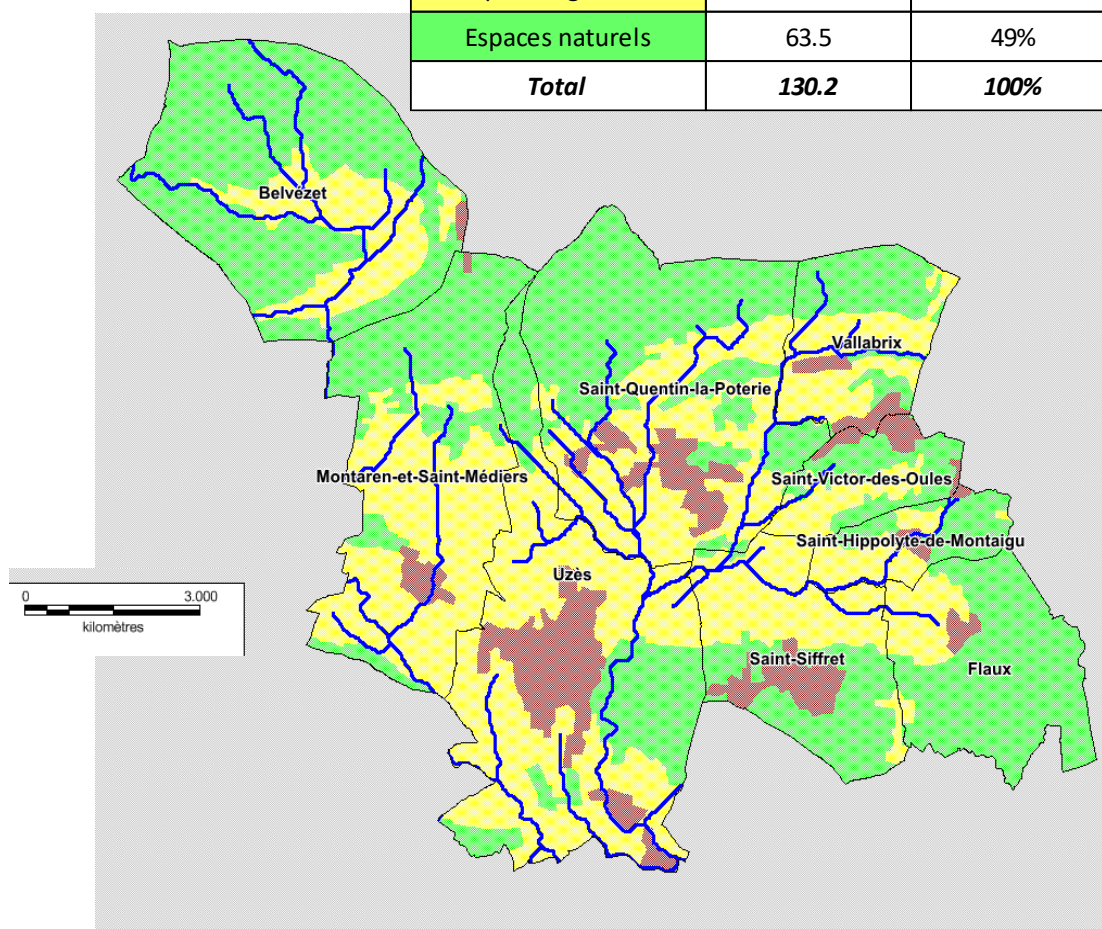 Espaces naturels 63.5 49%
Total 130.2 100%
Belvézet
Vallabrix
Saint-Quentin-la-Poterie
Montaren-et-Saint-Médiers
Saint-Victor-des-Oules
Saint-Hippolyte-de-Montaigu
Uzès
0 3.000
kilomètres
Saint-Siffret
Flaux